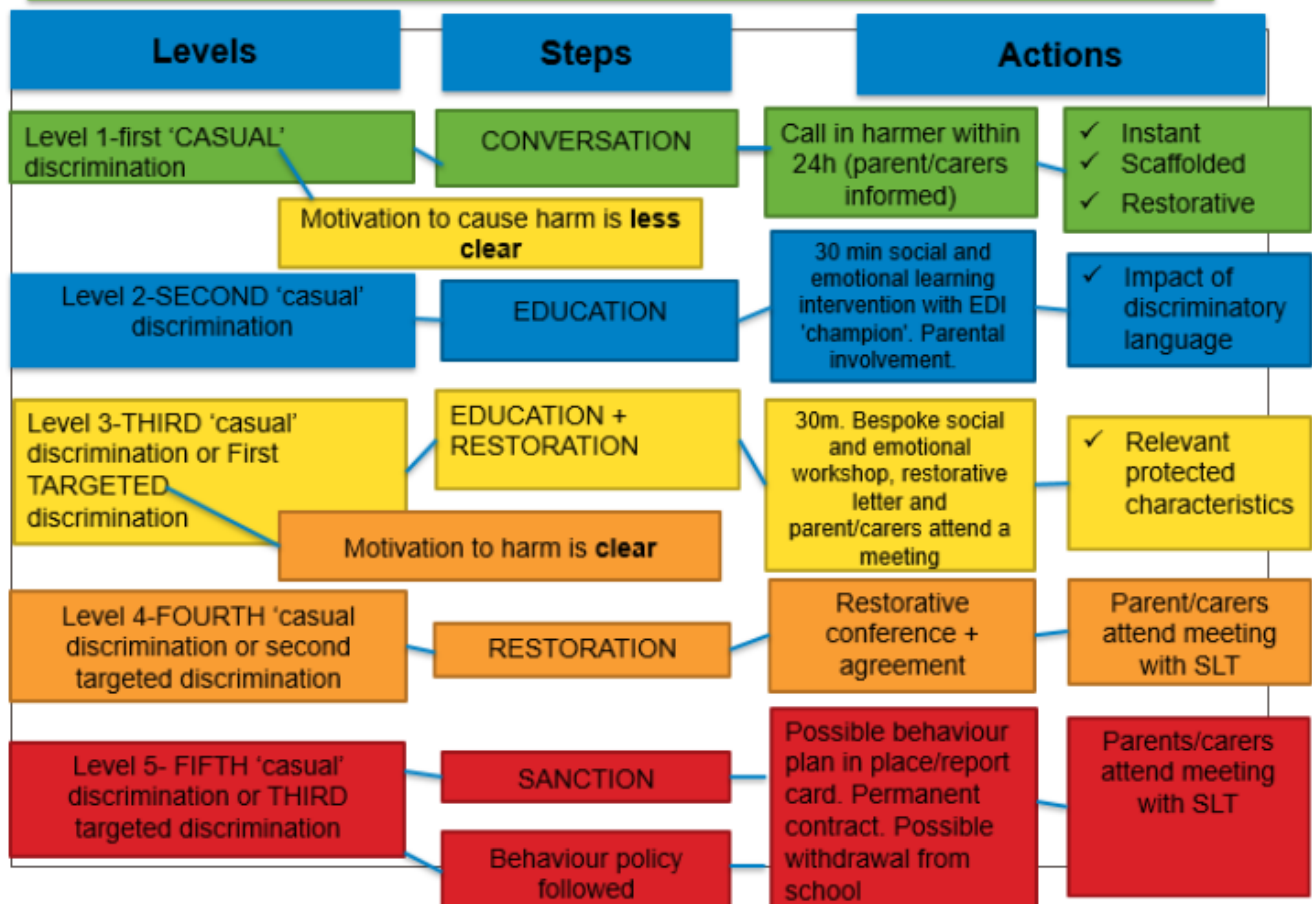 Levels
Steps
Actions
Level 1-first ‘CASUAL’
discrimination
CONVERSATION
Call in harmer within
24h (parent/carers
informed)
✓ Instant
✓ Scaffolded
✓ Restorative
Motivation to cause harm is less
clear
Level 2-SECOND ‘casual’
discrimination
EDUCATION
30 min social and
emotional learning
intervention with EDI
'champion'. Parental
involvement.
✓ Impact of
discriminatory
language
Level 3-THIRD ‘casual’
discrimination or First
TARGETED
discrimination
EDUCATION +
RESTORATION
30m. Bespoke social
and emotional
workshop, restorative
letter and
parent/carers attend a
meeting
✓ Relevant
protected
characteristics
Motivation to harm is clear
Level 4-FOURTH ‘casual
discrimination or second
targeted discrimination
RESTORATION
Restorative
conference +
agreement
Parent/carers
attend meeting
with SLT
Level 5- FIFTH ‘casual’
discrimination or THIRD
targeted discrimination
SANCTION
Behaviour policy
followed
Possible behaviour
plan in place/report
card. Permanent
contract. Possible
withdrawal from
school
Parents/carers
attend meeting
with SLT